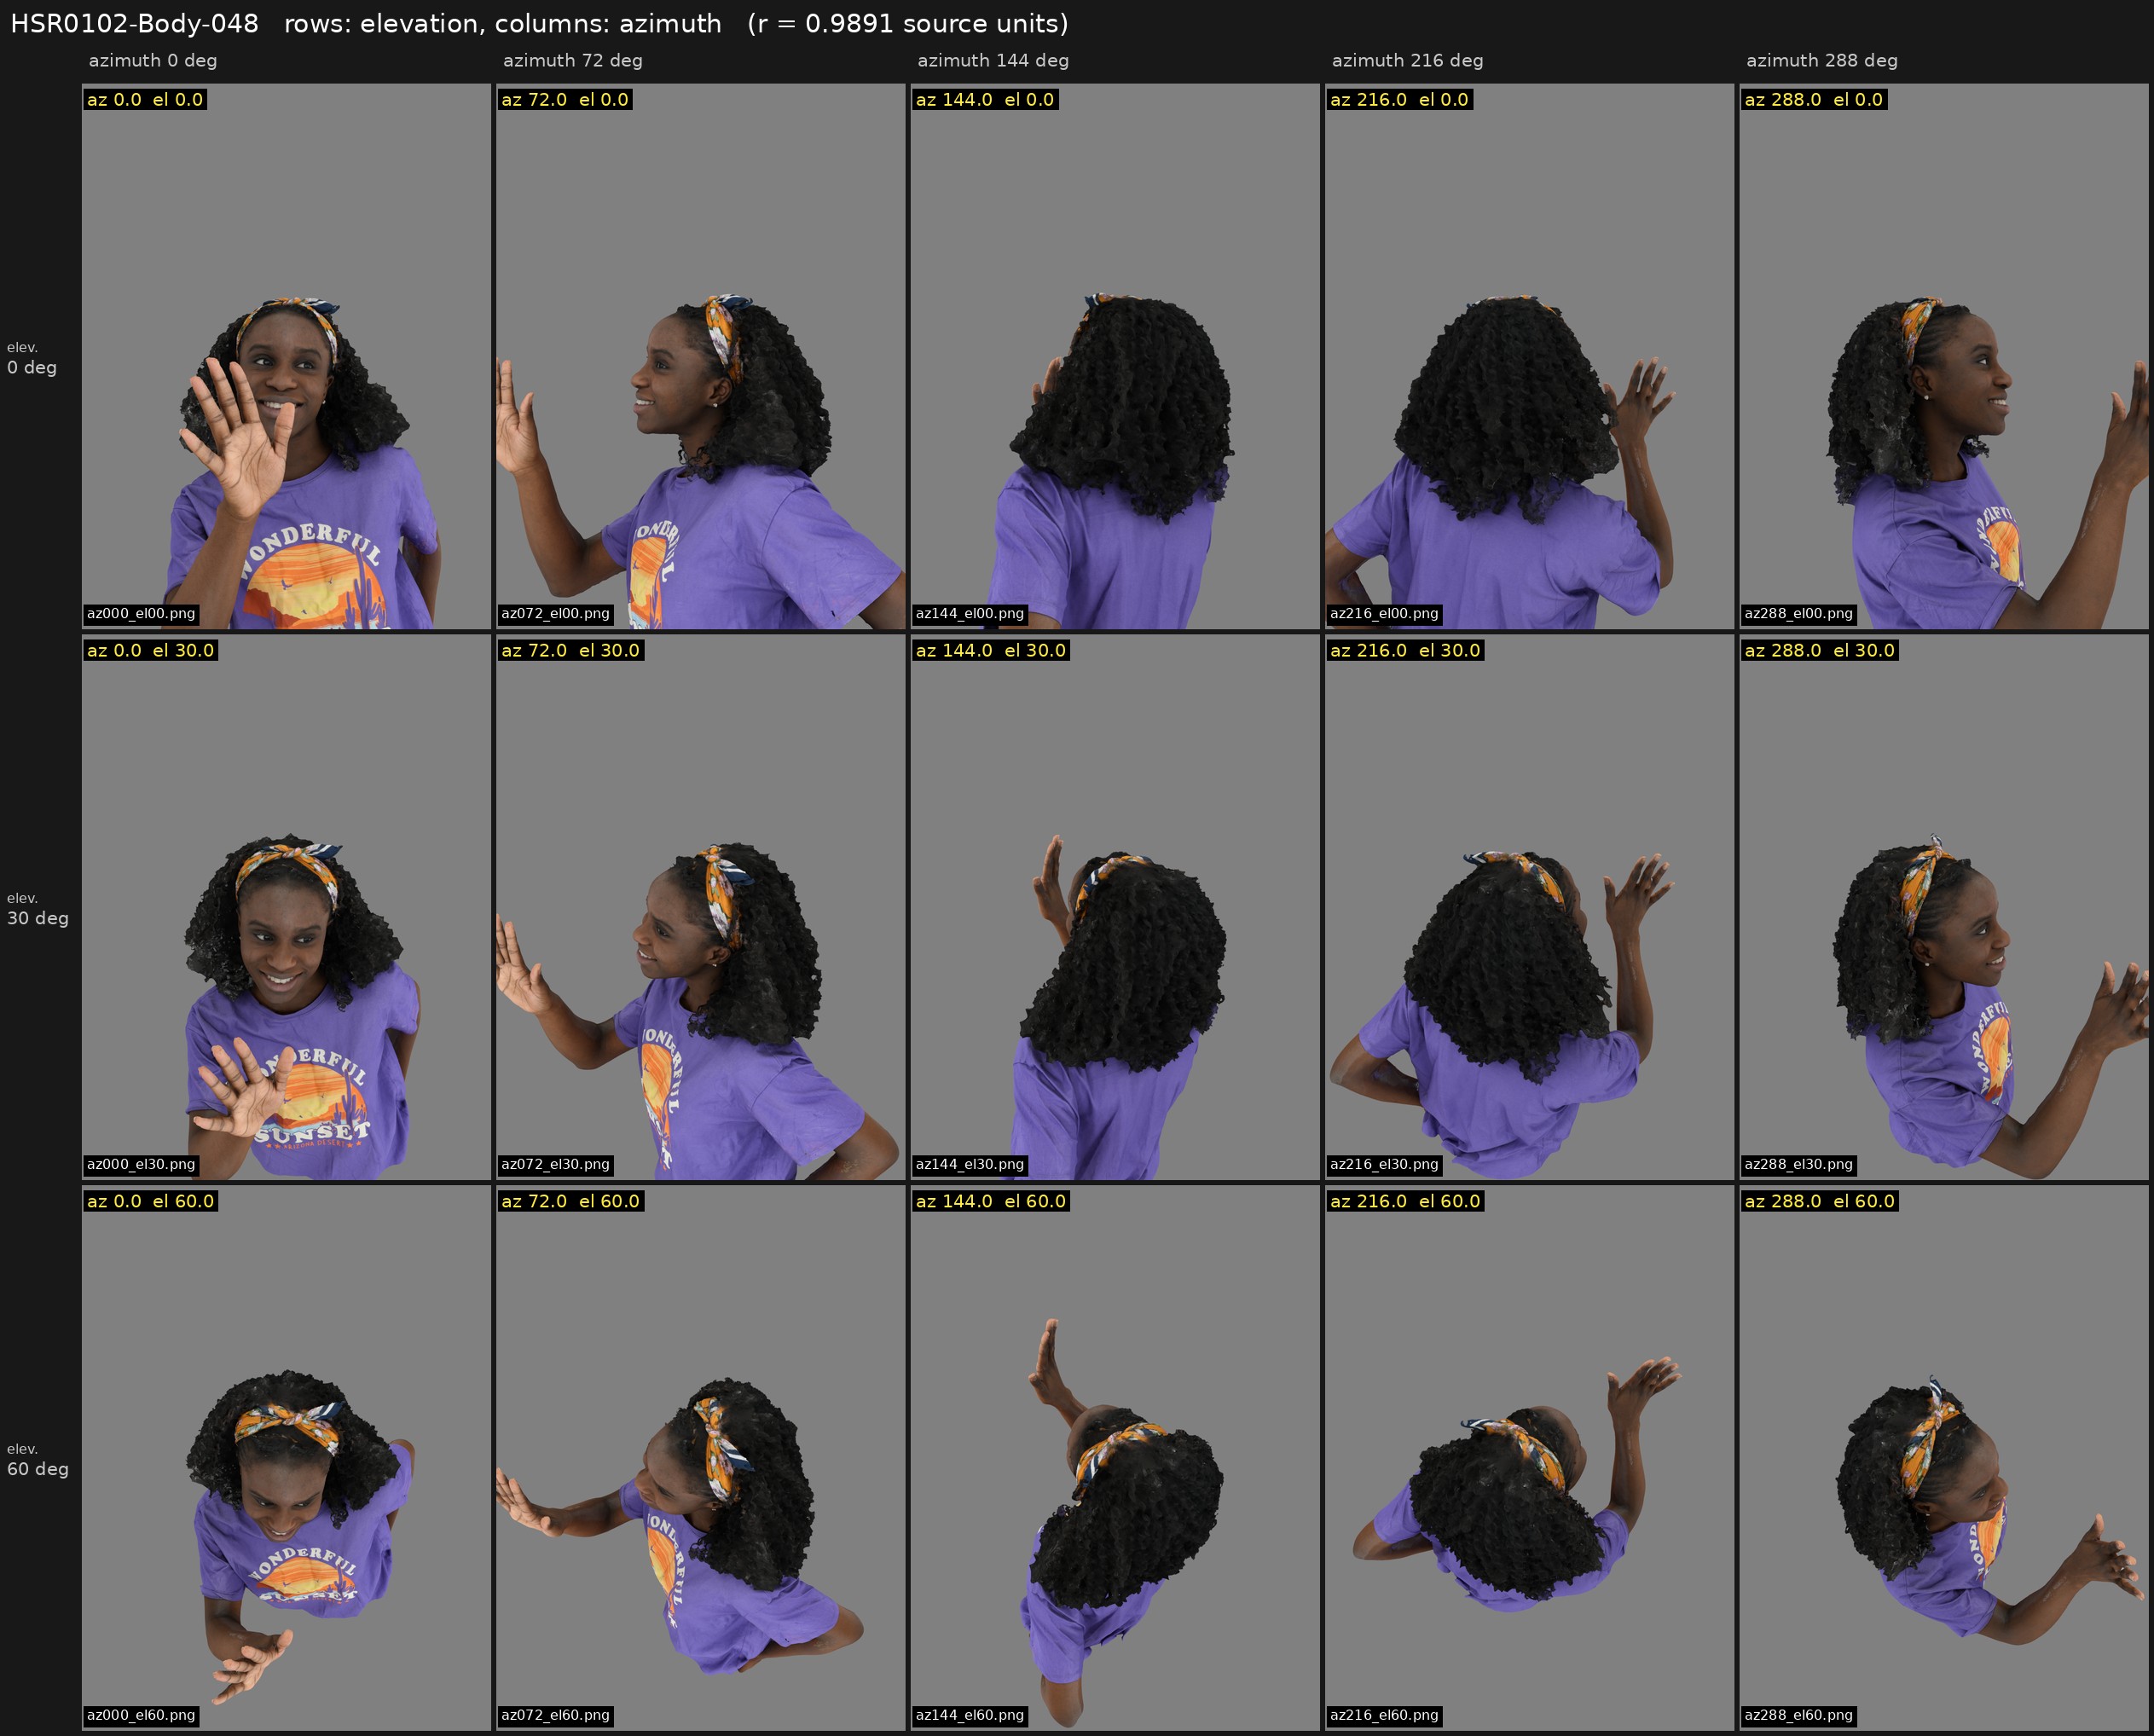 HSR0102-Body-048   rows: elevation, columns: azimuth   (r = 0.9891 source units)
azimuth 0 deg
azimuth 72 deg
azimuth 144 deg
azimuth 216 deg
azimuth 288 deg
elev.
0 deg
az 0.0  el 0.0
WONDERFUL
az000_el00.png
az 72.0  el 0.0
az072_el00.png
az 144.0  el 0.0
az144_el00.png
az 216.0  el 0.0
az216_el00.png
az 288.0  el 0.0
az288_el00.png
elev.
30 deg
az 0.0  el 30.0
SUNSET
ARIZONA DESERT
az000_el30.png
az 72.0  el 30.0
az072_el30.png
az 144.0  el 30.0
az144_el30.png
az 216.0  el 30.0
az216_el30.png
az 288.0  el 30.0
az288_el30.png
elev.
60 deg
az 0.0  el 60.0
WONDERFUL
SUNSET
az000_el60.png
az 72.0  el 60.0
az072_el60.png
az 144.0  el 60.0
az144_el60.png
az 216.0  el 60.0
az216_el60.png
az 288.0  el 60.0
az288_el60.png